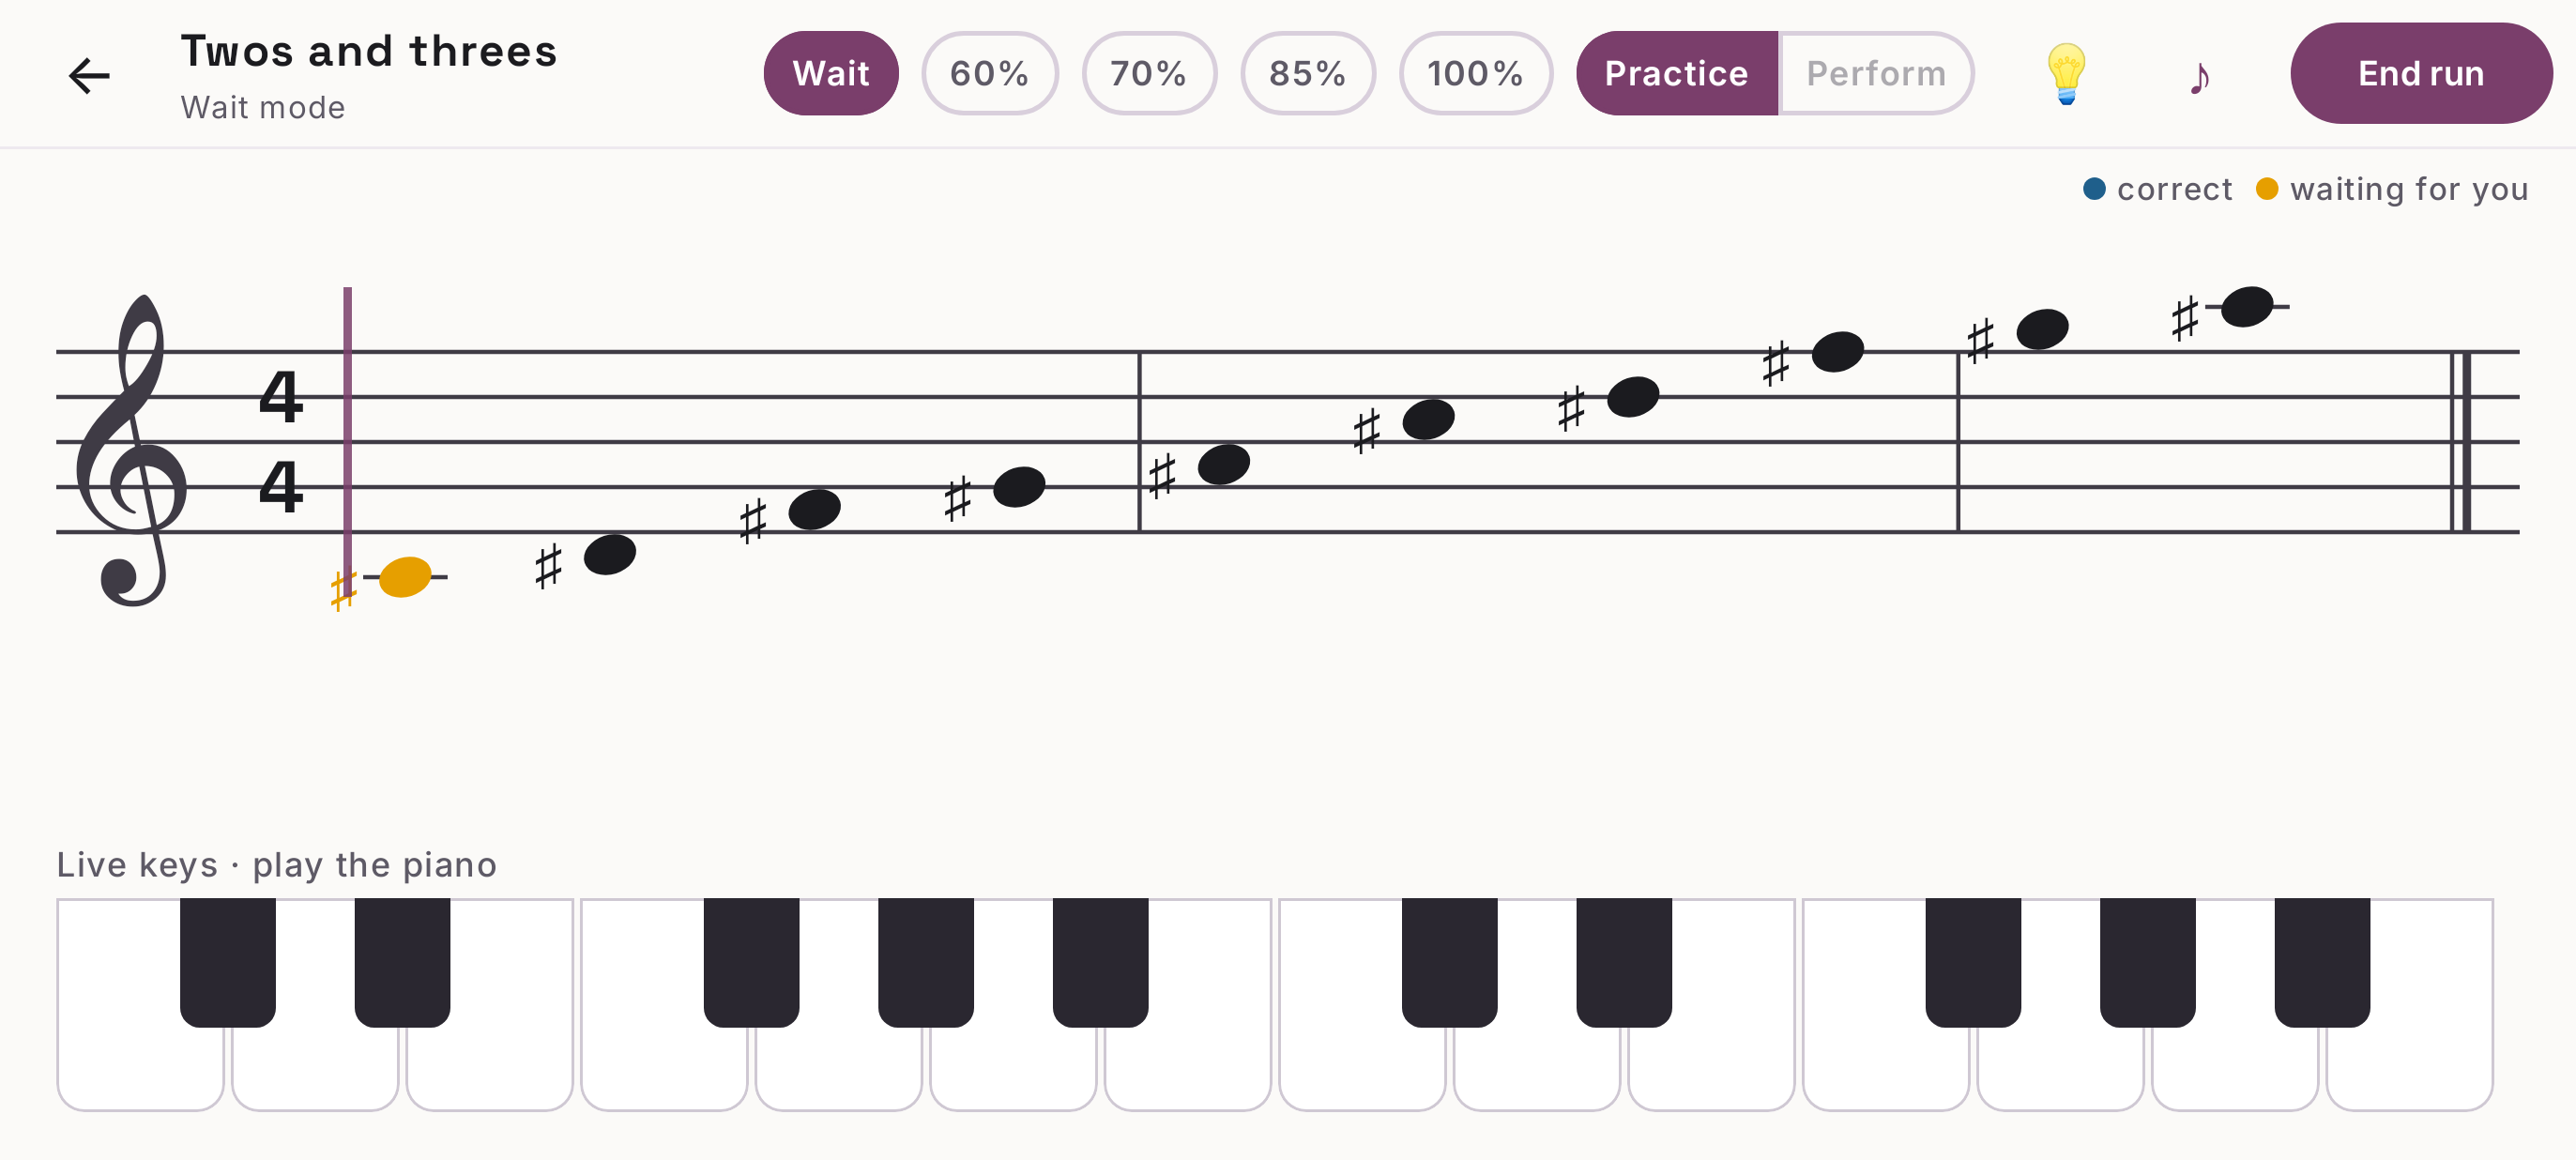 Twos and threes
Wait mode
Wait 60% 70% 85% 100% Practice Perform End run
correct waiting for you
4
4
Live keys · play the piano